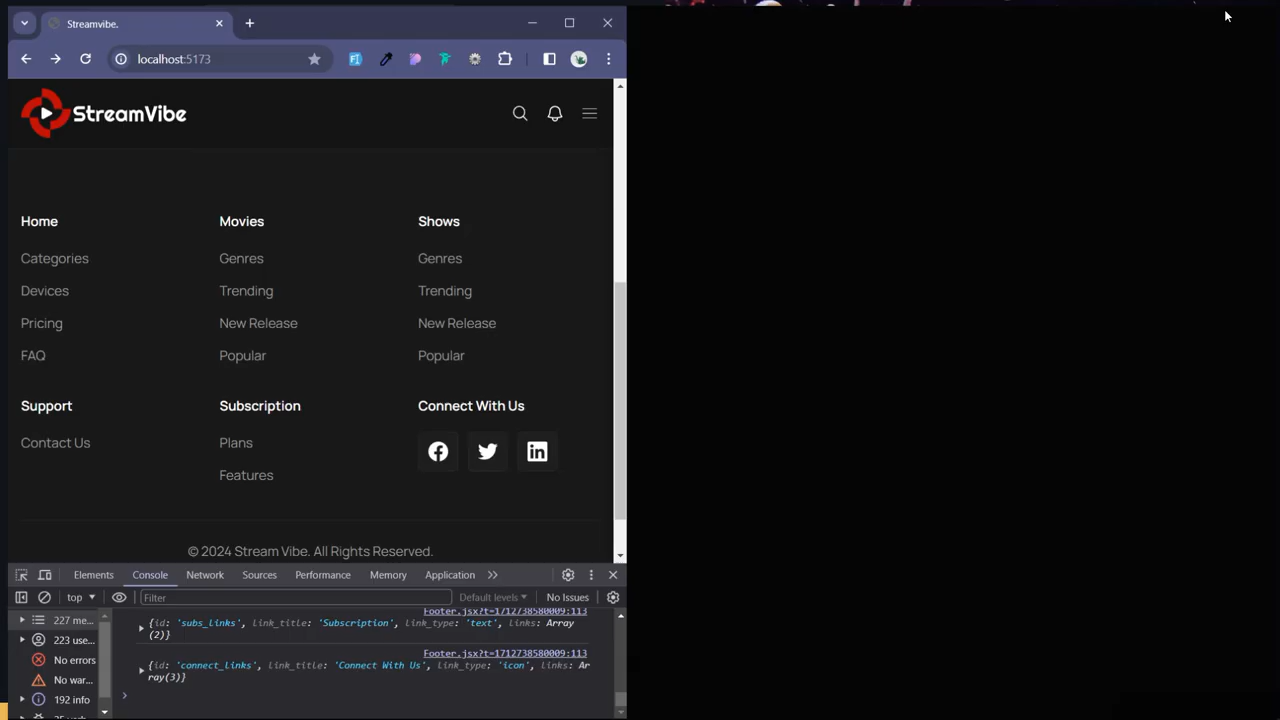 Streamvibe.
localhost:5173
StreamVibe
Home Movies Shows
Categories Genres Genres
Devices Trending Trending
Pricing New Release New Release
FAQ Popular Popular
Support Subscription Connect With Us
Contact Us Plans
Features
© 2024 Stream Vibe. All Rights Reserved.
Elements Console Network Sources Performance Memory Application
top Filter Default levels No Issues
227 me...
223 use...
No errors
No war...
192 info
Footer.jsx?t=1712738580009:113
{id: 'subs_links', link_title: 'Subscription', link_type: 'text', links: Array
(2)}
Footer.jsx?t=1712738580009:113
{id: 'connect_links', link_title: 'Connect With Us', link_type: 'icon', links: Ar
ray(3)}